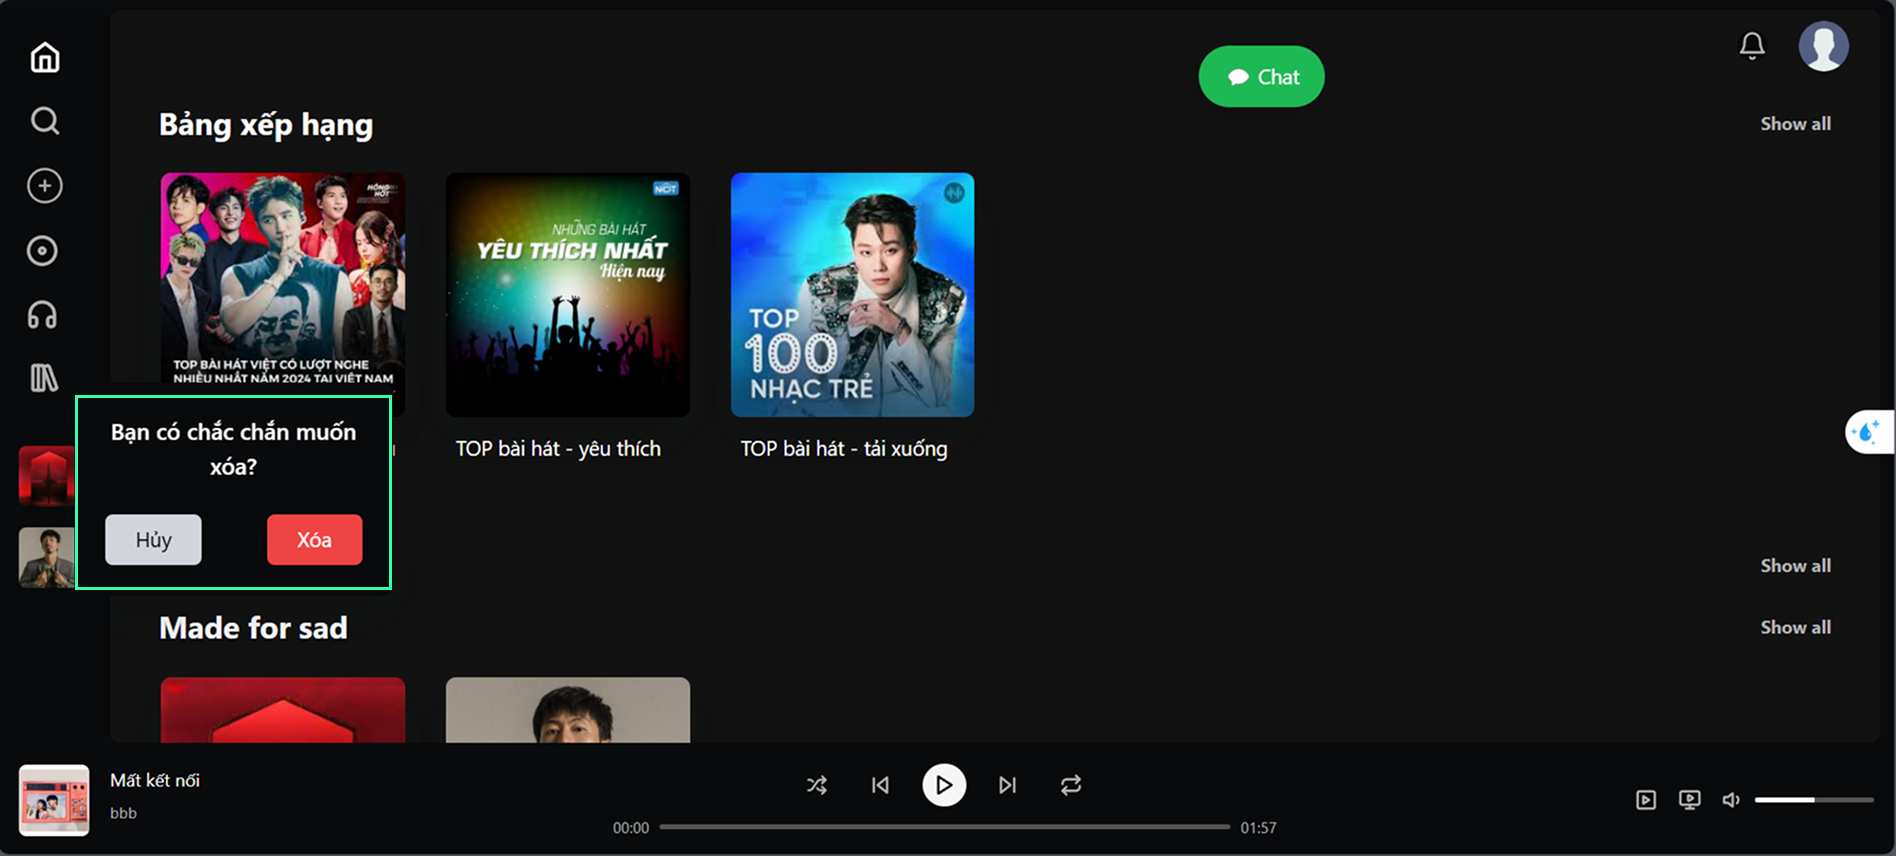 Chat
Bảng xếp hạng
Show all
NCT
NHỮNG BÀI HÁT
YÊU THÍCH NHẤT
Hiện nay
TOP
100
NHẠC TRẺ
TOP BÀI HÁT VIỆT CÓ LƯỢT NGHE
NHIỀU NHẤT NĂM 2024 TẠI VIỆT NAM
TOP bài hát - yêu thích
TOP bài hát - tải xuống
Bạn có chắc chắn muốn
xóa?
Hủy
Xóa
Show all
Made for sad
Show all
Mất kết nối
bbb
00:00
01:57